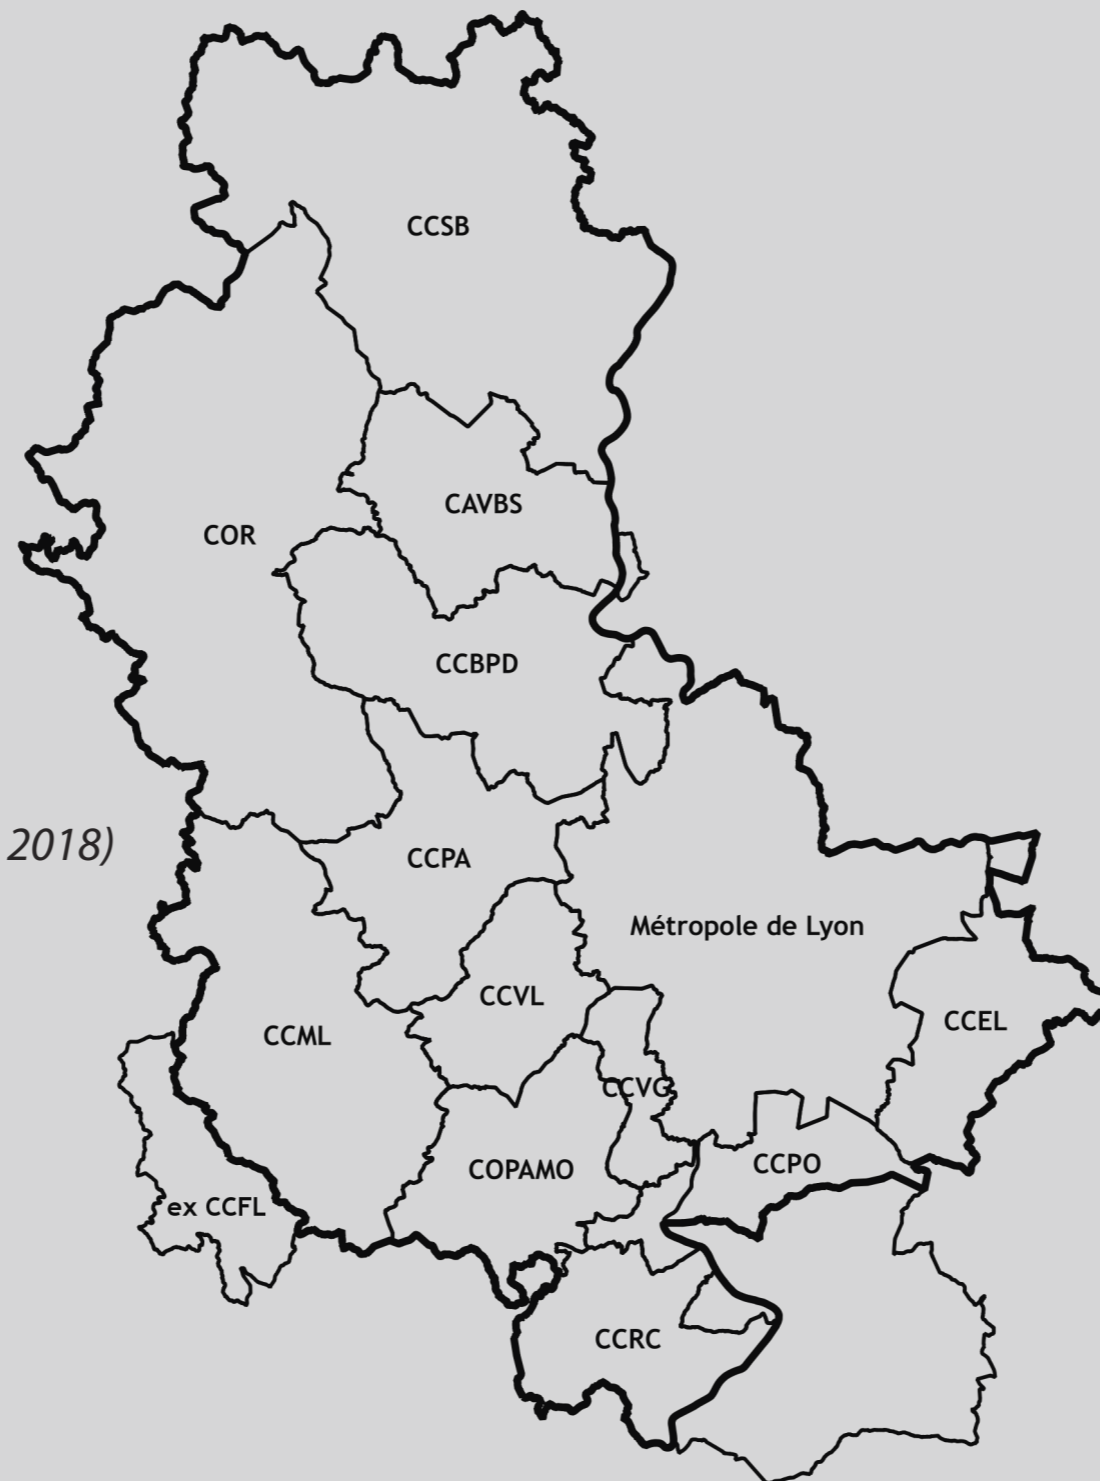 CCSB
CAVBS
COR
CCBPD
2018)
CCPA
Métropole de Lyon
CCVL
CCEL
CCML
CCVG
CCPO
COPAMO
ex CCFL
CCRC